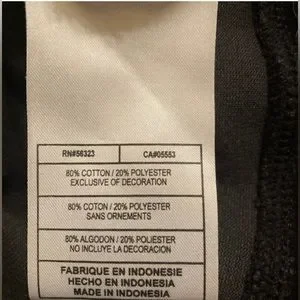 RN#56323 CA#05553
80% COTTON / 20% POLYESTER
EXCLUSIVE OF DECORATION
80% COTON / 20% POLYESTER
SANS ORNEMENTS
80% ALGODON / 20% POLIESTER
NO INCLUYE LA DECORACION
FABRIQUE EN INDONESIE
HECHO EN INDONESIA
MADE IN INDONESIA